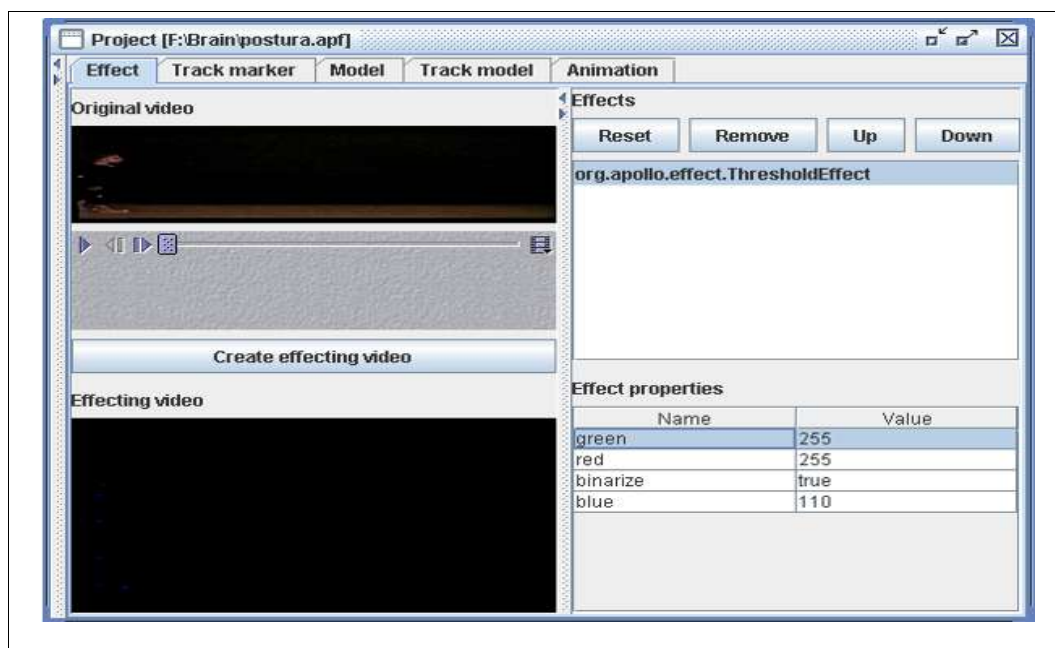 Project [F:\Brain\postura.apf]
Effect Track marker Model Track model Animation
Original video
Create effecting video
Effecting video
Effects
Reset Remove Up Down
org.apollo.effect.ThresholdEffect
Effect properties
Name Value
green 255
red 255
binarize true
blue 110